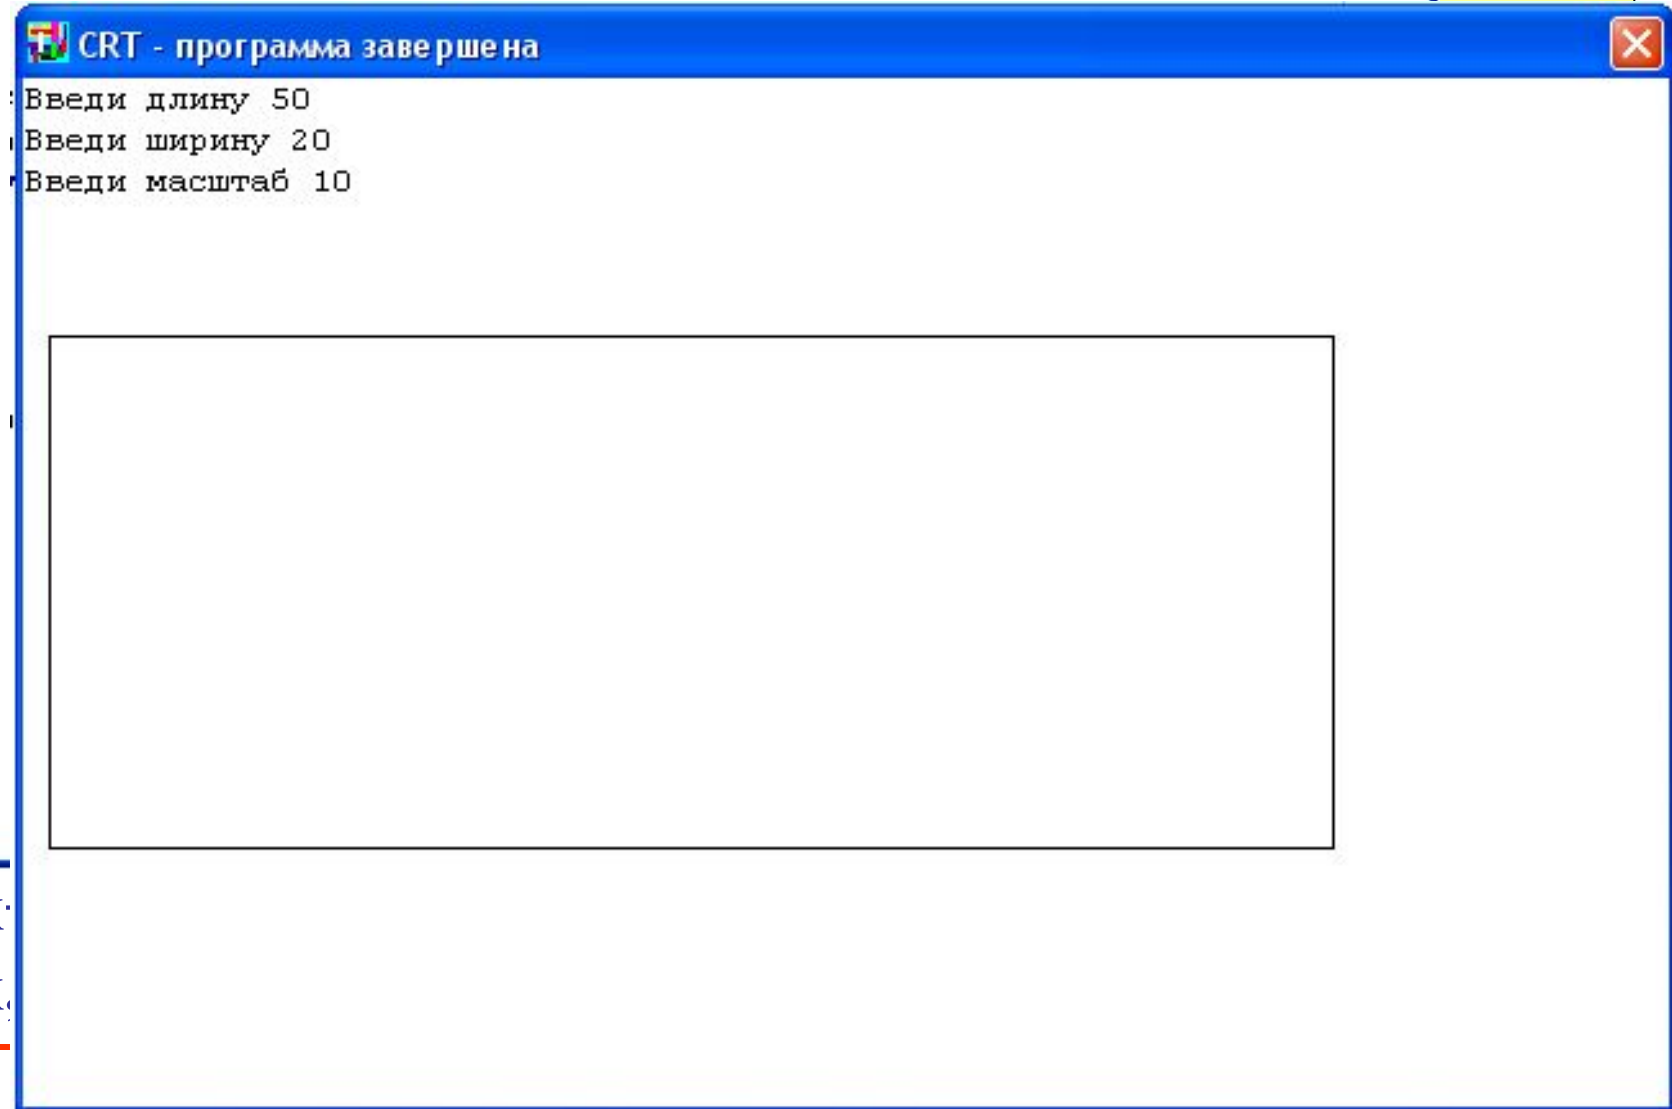 CRT - программа завершена
Введи длину 50
Введи ширину 20
Введи масштаб 10